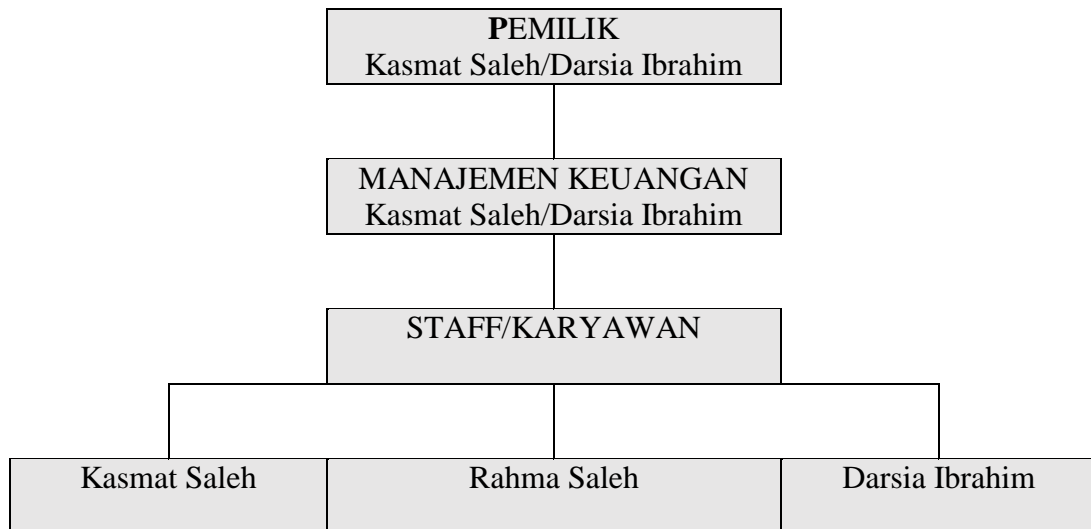 PEMILIK
Kasmat Saleh/Darsia Ibrahim
MANAJEMEN KEUANGAN
Kasmat Saleh/Darsia Ibrahim
STAFF/KARYAWAN
Kasmat Saleh
Rahma Saleh
Darsia Ibrahim